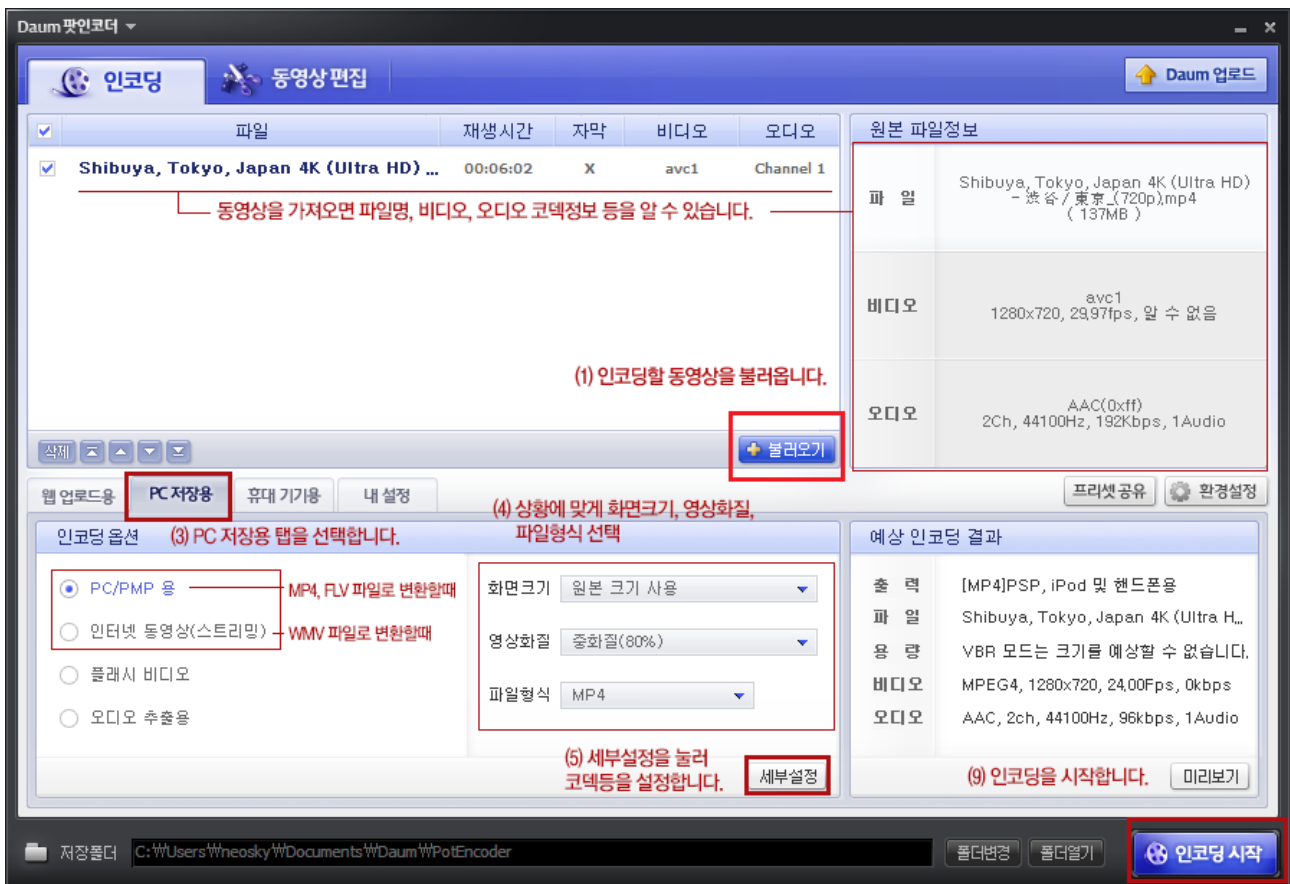 Daum 팟인코더
인코딩
동영상 편집
Daum 업로드
파일 재생시간 자막 비디오 오디오
Shibuya, Tokyo, Japan 4K (Ultra HD) ... 00:06:02 X avc1 Channel 1
동영상을 가져오면 파일명, 비디오, 오디오 코덱정보 등을 알 수 있습니다.
(1) 인코딩할 동영상을 불러옵니다.
삭제
불러오기
원본 파일정보
파 일
Shibuya, Tokyo, Japan 4K (Ultra HD)
- 渋谷 / 東京_(720p).mp4
( 137MB )
비디오
avc1
1280x720, 29.97fps, 알 수 없음
오디오
AAC(0xff)
2Ch, 44100Hz, 192Kbps, 1Audio
웹 업로드용 PC 저장용 휴대 기기용 내 설정
프리셋 공유 환경설정
인코딩 옵션
(3) PC 저장용 탭을 선택합니다.
(4) 상황에 맞게 화면크기, 영상화질,
파일형식 선택
PC/PMP 용
MP4, FLV 파일로 변환할때
인터넷 동영상(스트리밍)
WMV 파일로 변환할때
플래시 비디오
오디오 추출용
화면크기 원본 크기 사용
영상화질 중화질(80%)
파일형식 MP4
(5) 세부설정을 눌러
코덱등을 설정합니다.
세부설정
예상 인코딩 결과
출 력 [MP4]PSP, iPod 및 핸드폰용
파 일 Shibuya, Tokyo, Japan 4K (Ultra H...
용 량 VBR 모드는 크기를 예상할 수 없습니다.
비디오 MPEG4, 1280x720, 24.00Fps, 0kbps
오디오 AAC, 2ch, 44100Hz, 96kbps, 1Audio
(9) 인코딩을 시작합니다.
미리보기
저장폴더 C:₩Users₩neosky₩Documents₩Daum₩PotEncoder
폴더변경 폴더열기
인코딩 시작